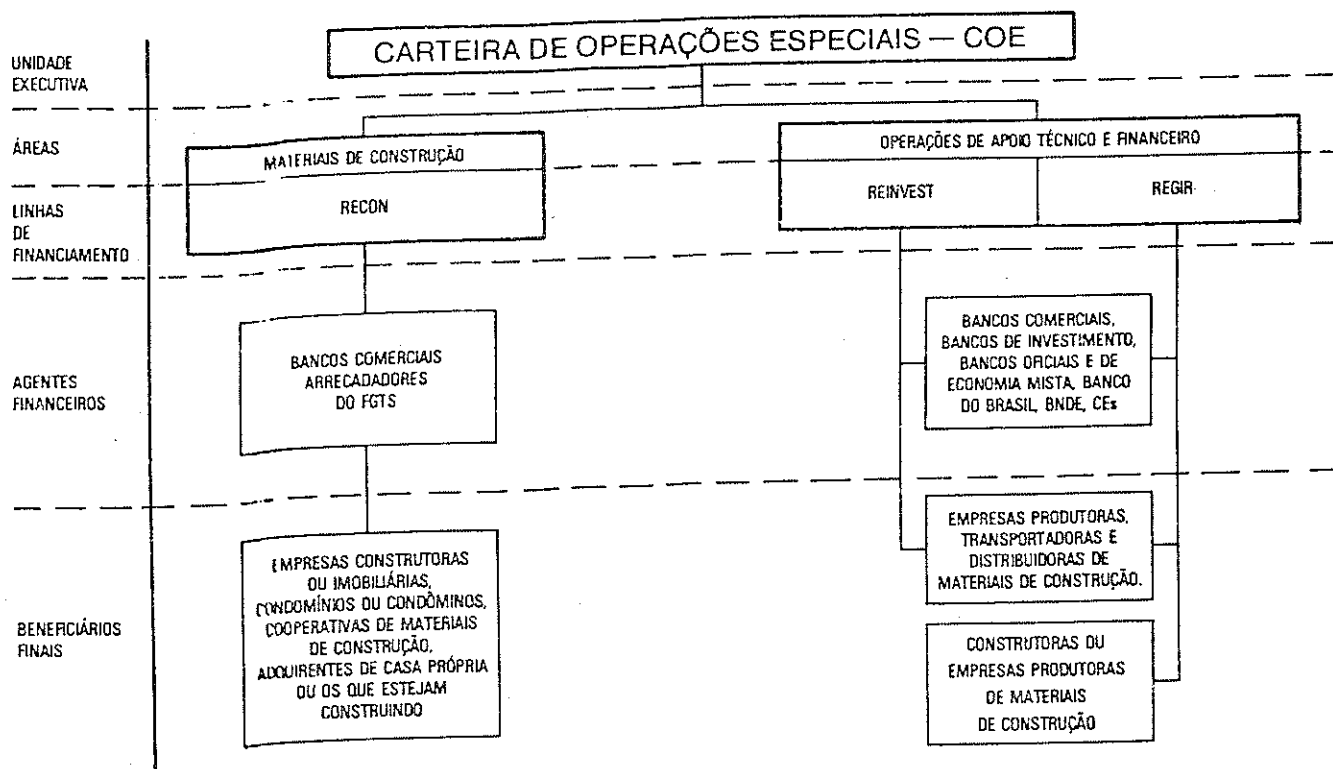 CARTEIRA DE OPERAÇÕES ESPECIAIS — COE
UNIDADE
EXECUTIVA
ÁREAS
MATERIAIS DE CONSTRUÇÃO
OPERAÇÕES DE APOIO TÉCNICO E FINANCEIRO
LINHAS
DE
FINANCIAMENTO
RECON
REINVEST
REGIR
AGENTES
FINANCEIROS
BANCOS COMERCIAIS
ARRECADADORES
DO FGTS
BANCOS COMERCIAIS,
BANCOS DE INVESTIMENTO,
BANCOS OFICIAIS E DE
ECONOMIA MISTA, BANCO
DO BRASIL, BNDE, CEs
BENEFICIÁRIOS
FINAIS
EMPRESAS CONSTRUTORAS
OU IMOBILIÁRIAS,
CONDOMÍNIOS OU CONDÔMINOS,
COOPERATIVAS DE MATERIAIS
DE CONSTRUÇÃO,
ADQUIRENTES DE CASA PRÓPRIA
OU OS QUE ESTEJAM
CONSTRUINDO
EMPRESAS PRODUTORAS,
TRANSPORTADORAS E
DISTRIBUIDORAS DE
MATERIAIS DE CONSTRUÇÃO.
CONSTRUTORAS OU
EMPRESAS PRODUTORAS
DE MATERIAIS
DE CONSTRUÇÃO